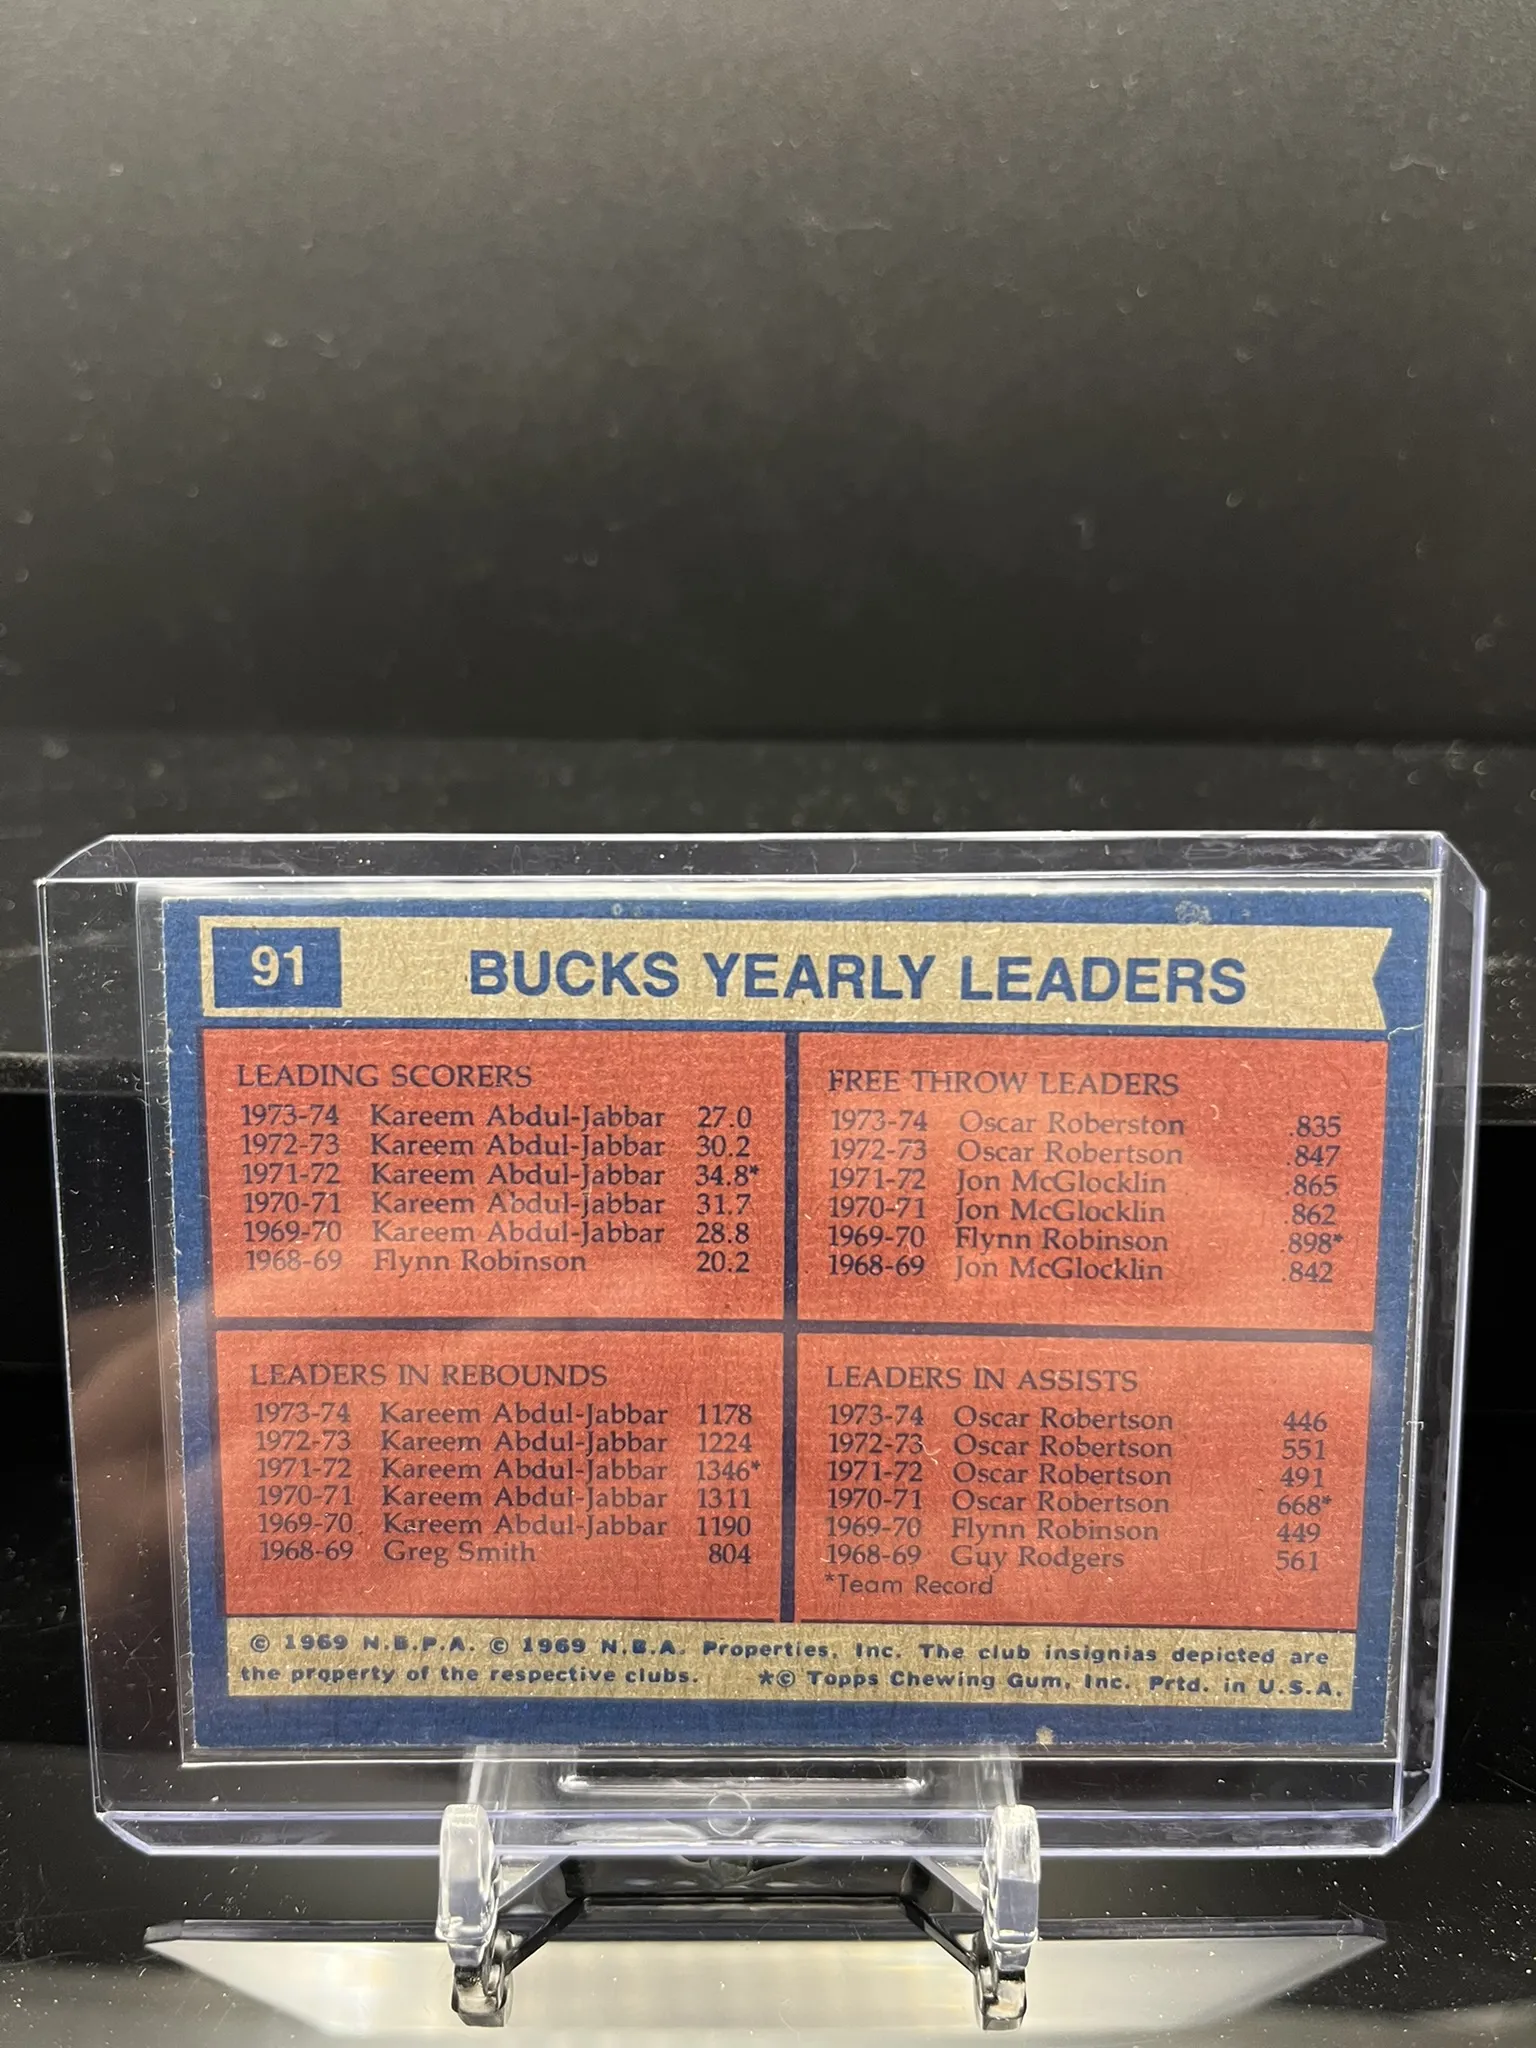 91 BUCKS YEARLY LEADERS
LEADING SCORERS
1973-74 Kareem Abdul-Jabbar 27.0
1972-73 Kareem Abdul-Jabbar 30.2
1971-72 Kareem Abdul-Jabbar 34.8*
1970-71 Kareem Abdul-Jabbar 31.7
1969-70 Kareem Abdul-Jabbar 28.8
1968-69 Flynn Robinson 20.2
FREE THROW LEADERS
1973-74 Oscar Roberston .835
1972-73 Oscar Robertson .847
1971-72 Jon McGlocklin .865
1970-71 Jon McGlocklin .862
1969-70 Flynn Robinson .898*
1968-69 Jon McGlocklin .842
LEADERS IN REBOUNDS
1973-74 Kareem Abdul-Jabbar 1178
1972-73 Kareem Abdul-Jabbar 1224
1971-72 Kareem Abdul-Jabbar 1346*
1970-71 Kareem Abdul-Jabbar 1311
1969-70 Kareem Abdul-Jabbar 1190
1968-69 Greg Smith 804
LEADERS IN ASSISTS
1973-74 Oscar Robertson 446
1972-73 Oscar Robertson 551
1971-72 Oscar Robertson 491
1970-71 Oscar Robertson 668*
1969-70 Flynn Robinson 449
1968-69 Guy Rodgers 561
*Team Record
© 1969 N.B.P.A. © 1969 N.B.A. Properties, Inc. The club insignias depicted are
the property of the respective clubs. *© Topps Chewing Gum, Inc. Prtd. in U.S.A.